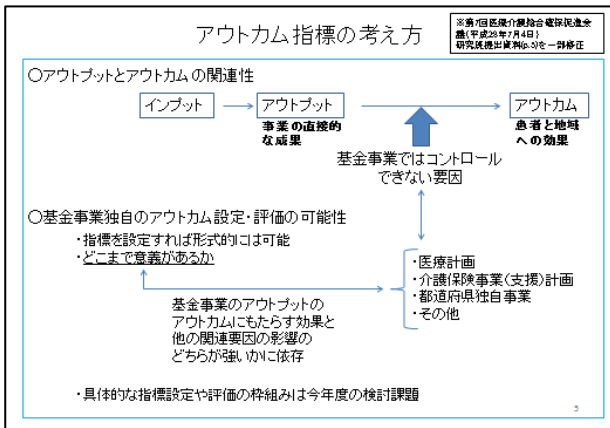 アウトカム指標の考え方
※第7回医療介護総合確保促進会
議(平成28年7月4日)
研究班提出資料(p.5)を一部修正
○アウトプットとアウトカムの関連性
インプット
アウトプット
アウトカム
事業の直接的
な成果
患者と地域
への効果
基金事業ではコントロール
できない要因
○基金事業独自のアウトカム設定・評価の可能性
・指標を設定すれば形式的には可能
・どこまで意義があるか
・医療計画
・介護保険事業(支援)計画
・都道府県独自事業
・その他
基金事業のアウトプットの
アウトカムにもたらす効果と
他の関連要因の影響の
どちらが強いかに依存
・具体的な指標設定や評価の枠組みは今年度の検討課題